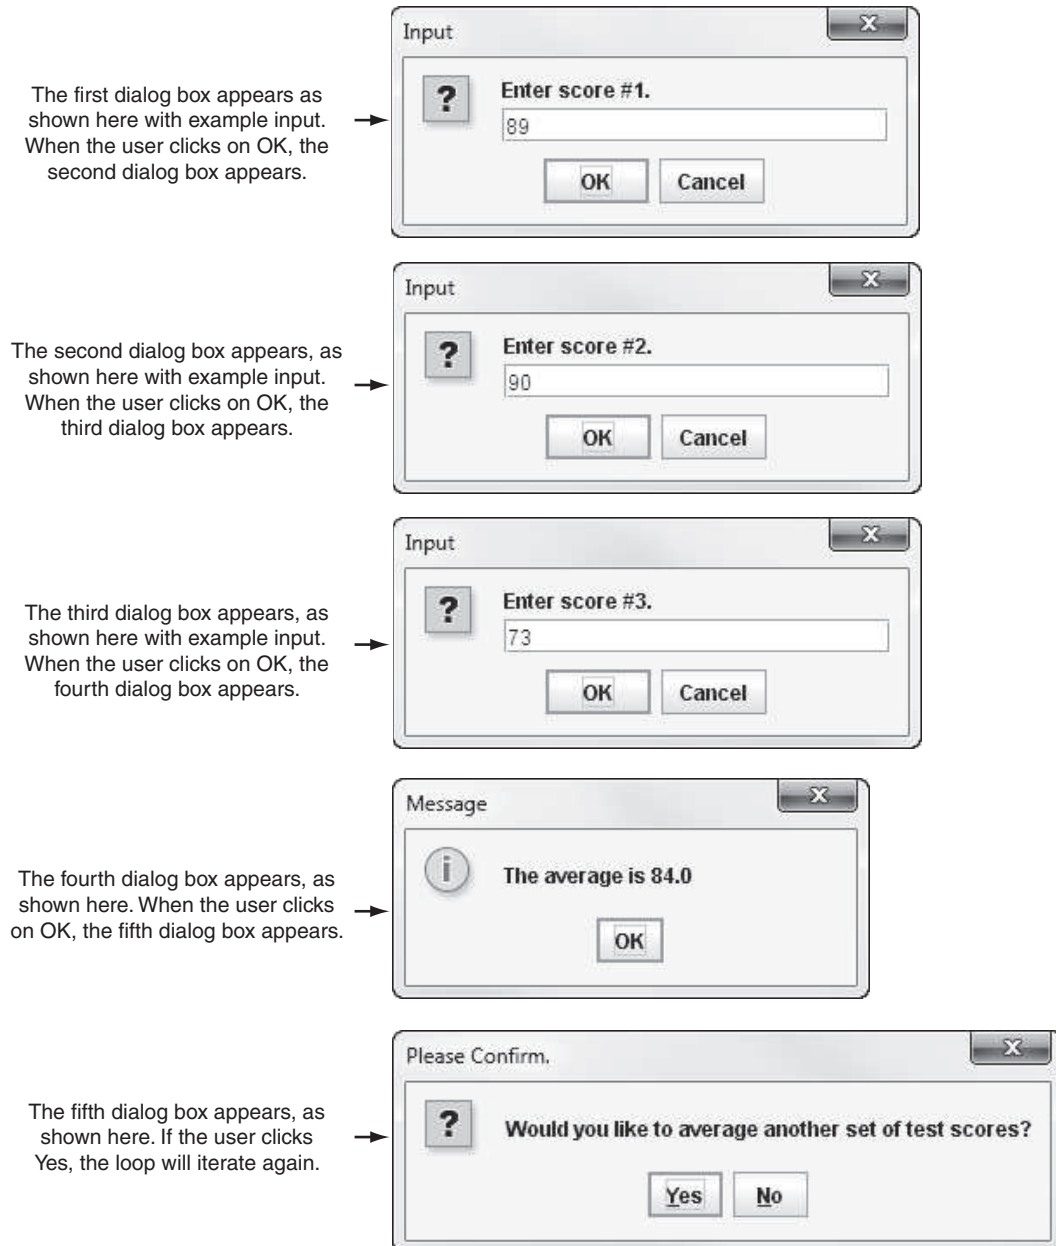 Input
X
The first dialog box appears as
shown here with example input.
When the user clicks on OK, the
second dialog box appears.
?
Enter score #1.
89
OK Cancel
Input
X
The second dialog box appears, as
shown here with example input.
When the user clicks on OK, the
third dialog box appears.
?
Enter score #2.
90
OK Cancel
Input
X
The third dialog box appears, as
shown here with example input.
When the user clicks on OK, the
fourth dialog box appears.
?
Enter score #3.
73
OK Cancel
Message
X
The fourth dialog box appears, as
shown here. When the user clicks
on OK, the fifth dialog box appears.
i
The average is 84.0
OK
Please Confirm.
X
The fifth dialog box appears, as
shown here. If the user clicks
Yes, the loop will iterate again.
?
Would you like to average another set of test scores?
Yes No